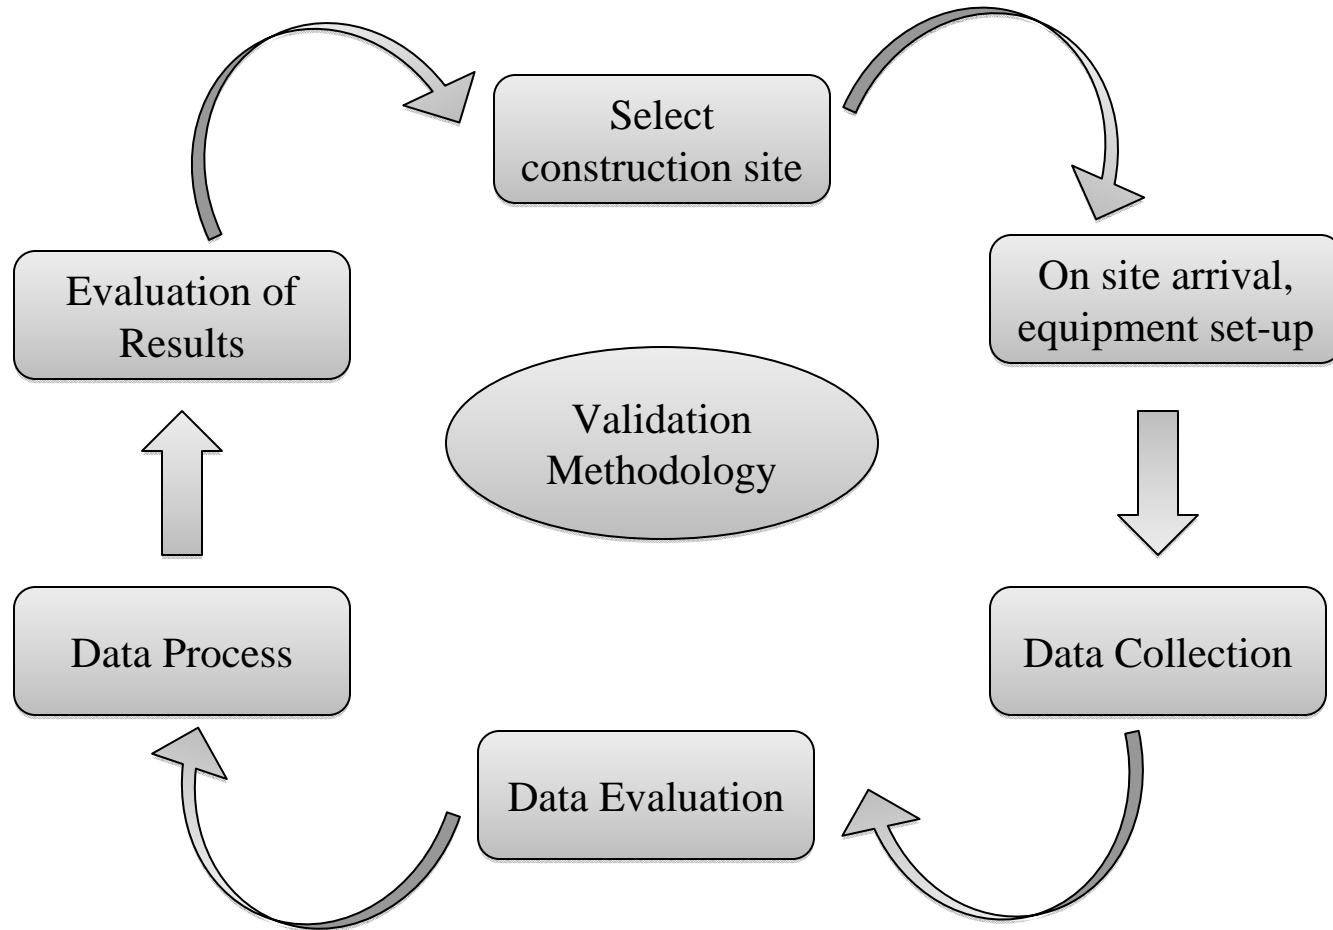 Select
construction site
On site arrival,
equipment set-up
Data Collection
Data Evaluation
Data Process
Evaluation of
Results
Validation
Methodology